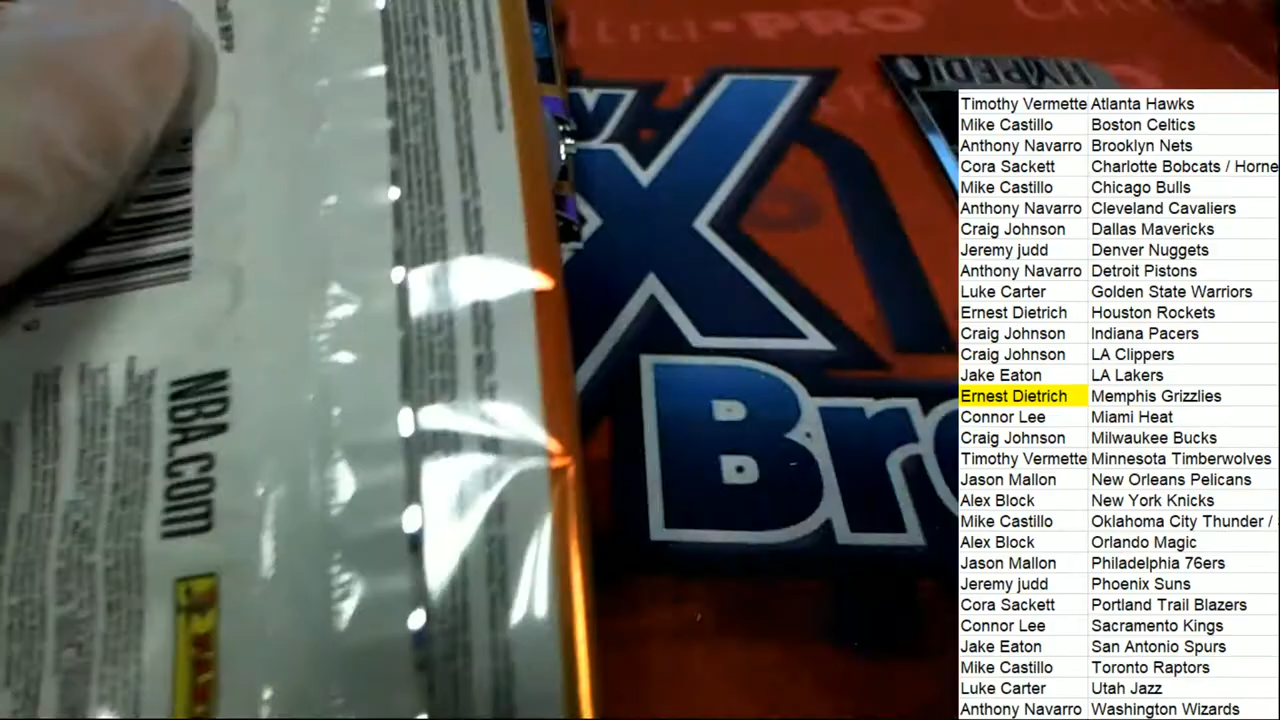 ultra•PRO
HYPEDIO
X
Br
NBA.COM
Timothy Vermette Atlanta Hawks
Mike Castillo Boston Celtics
Anthony Navarro Brooklyn Nets
Cora Sackett Charlotte Bobcats / Horne
Mike Castillo Chicago Bulls
Anthony Navarro Cleveland Cavaliers
Craig Johnson Dallas Mavericks
Jeremy judd Denver Nuggets
Anthony Navarro Detroit Pistons
Luke Carter Golden State Warriors
Ernest Dietrich Houston Rockets
Craig Johnson Indiana Pacers
Craig Johnson LA Clippers
Jake Eaton LA Lakers
Ernest Dietrich Memphis Grizzlies
Connor Lee Miami Heat
Craig Johnson Milwaukee Bucks
Timothy Vermette Minnesota Timberwolves
Jason Mallon New Orleans Pelicans
Alex Block New York Knicks
Mike Castillo Oklahoma City Thunder /
Alex Block Orlando Magic
Jason Mallon Philadelphia 76ers
Jeremy judd Phoenix Suns
Cora Sackett Portland Trail Blazers
Connor Lee Sacramento Kings
Jake Eaton San Antonio Spurs
Mike Castillo Toronto Raptors
Luke Carter Utah Jazz
Anthony Navarro Washington Wizards